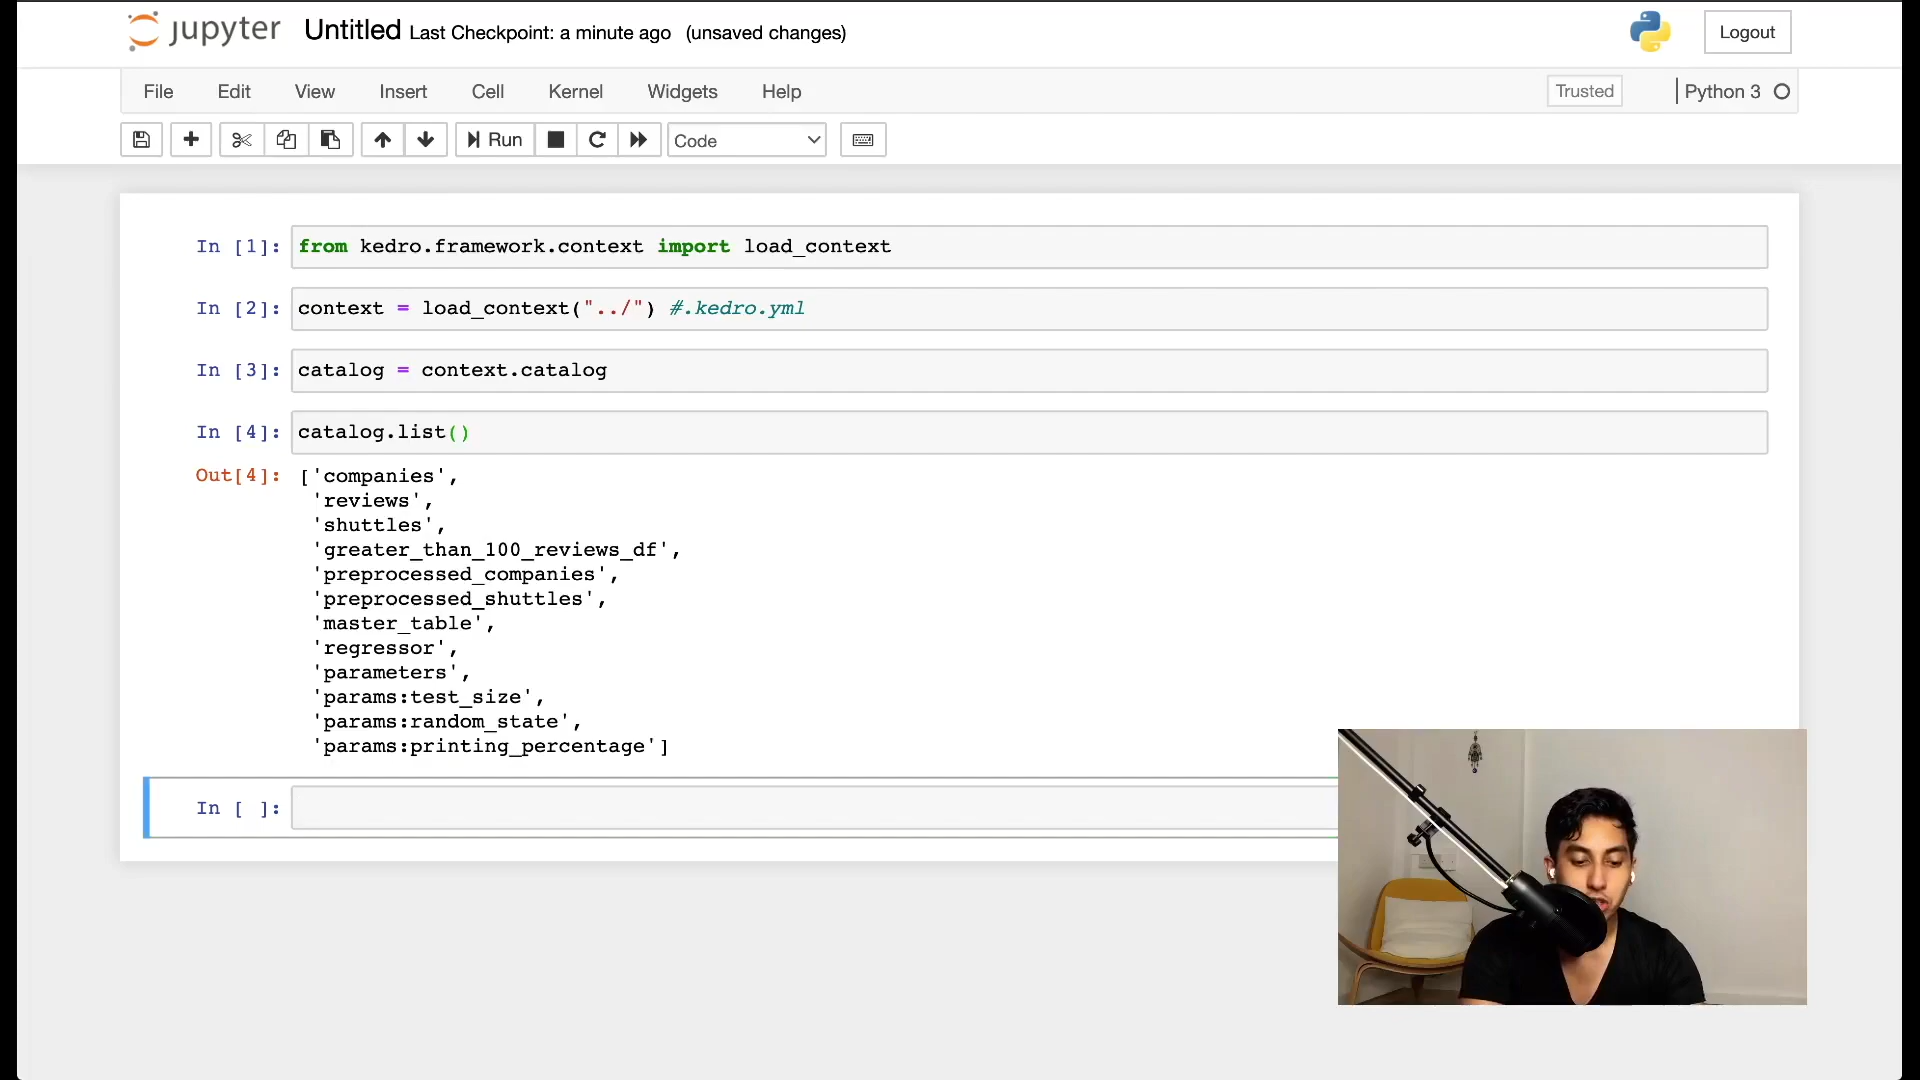 jupyter Untitled Last Checkpoint: a minute ago (unsaved changes) Logout
File Edit View Insert Cell Kernel Widgets Help Trusted Python 3
Run Code
In [1]: from kedro.framework.context import load_context
In [2]: context = load_context("../") #.kedro.yml
In [3]: catalog = context.catalog
In [4]: catalog.list()
Out[4]: ['companies',
'reviews',
'shuttles',
'greater_than_100_reviews_df',
'preprocessed_companies',
'preprocessed_shuttles',
'master_table',
'regressor',
'parameters',
'params:test_size',
'params:random_state',
'params:printing_percentage']
In [ ]: